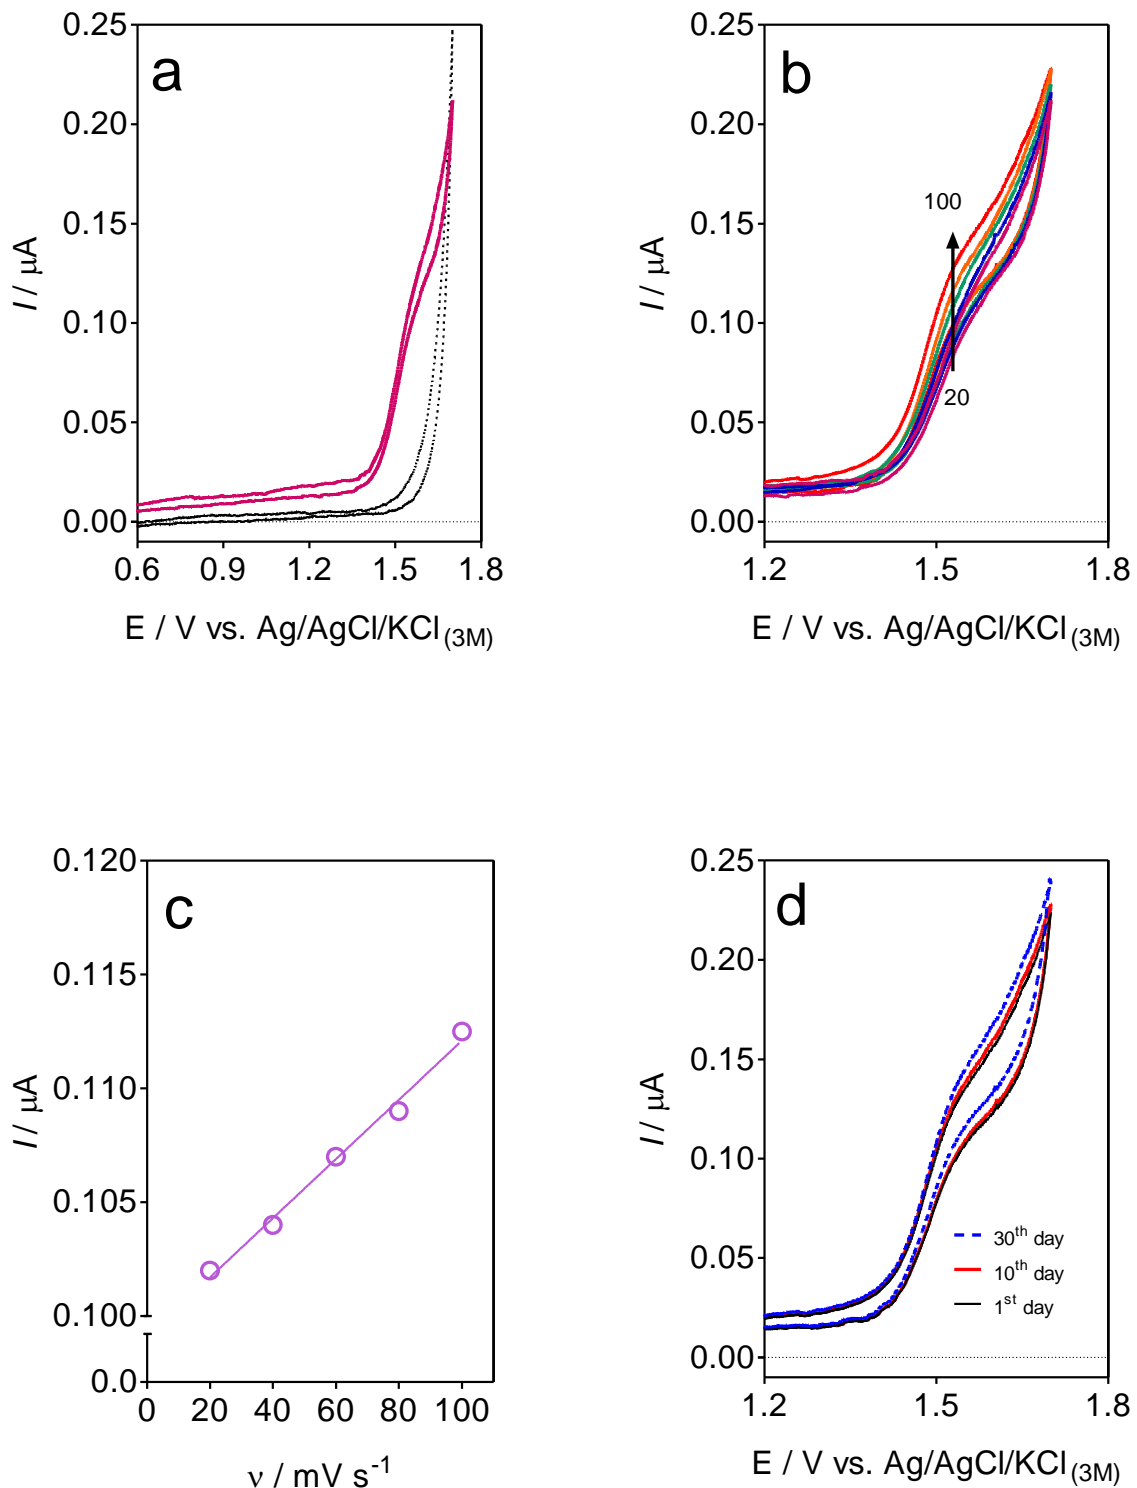 a
0.25
0.20
0.15
0.10
0.05
0.00
I / μA
0.6 0.9 1.2 1.5 1.8
E / V vs. Ag/AgCl/KCl(3M)
b
0.25
0.20
0.15
0.10
0.05
0.00
I / μA
100
20
1.2 1.5 1.8
E / V vs. Ag/AgCl/KCl(3M)
c
0.120
0.115
0.110
0.105
0.100
0.0
I / μA
0 20 40 60 80 100
ν / mV s-1
d
0.25
0.20
0.15
0.10
0.05
0.00
I / μA
30th day
10th day
1st day
1.2 1.5 1.8
E / V vs. Ag/AgCl/KCl(3M)